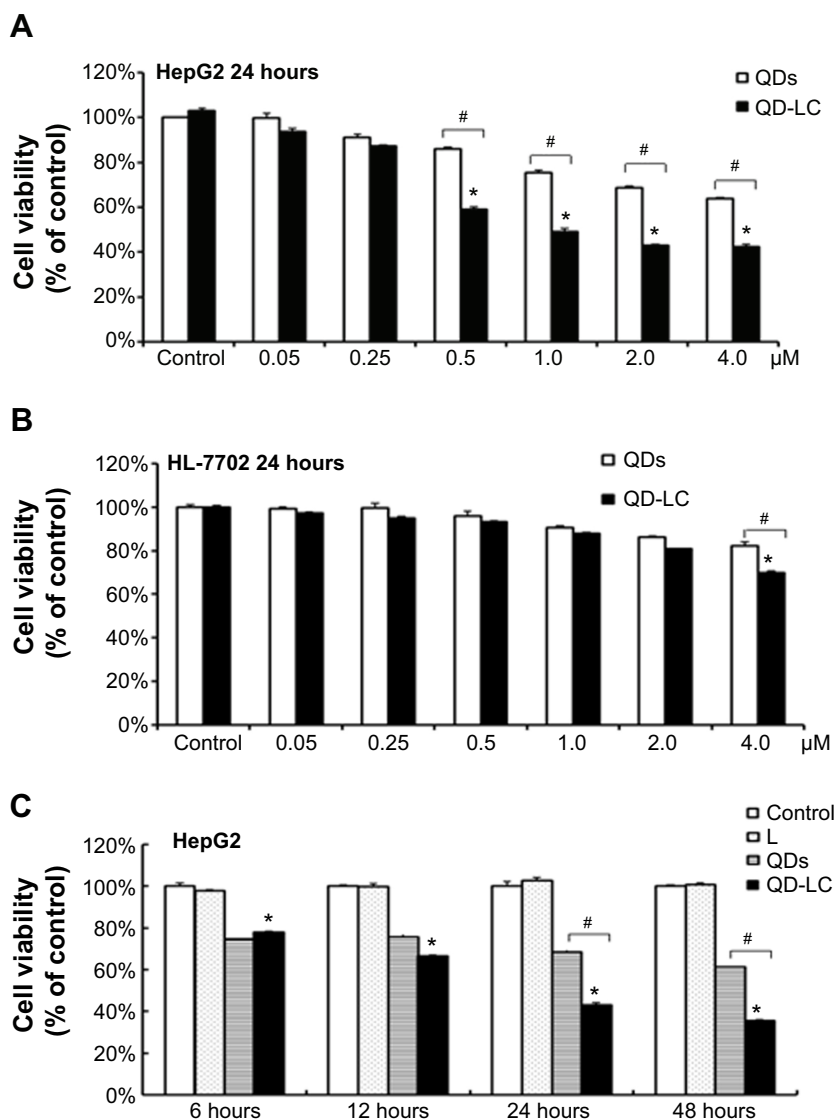 A
HepG2 24 hours
QDs
QD-LC
Cell viability
(% of control)
120%
100%
80%
60%
40%
20%
0%
#
#
#
#
*
*
*
*
Control 0.05 0.25 0.5 1.0 2.0 4.0 µM
B
HL-7702 24 hours
QDs
QD-LC
Cell viability
(% of control)
120%
100%
80%
60%
40%
20%
0%
#
*
Control 0.05 0.25 0.5 1.0 2.0 4.0 µM
C
HepG2
Control
L
QDs
QD-LC
Cell viability
(% of control)
120%
100%
80%
60%
40%
20%
0%
*
*
#
*
#
*
6 hours 12 hours 24 hours 48 hours